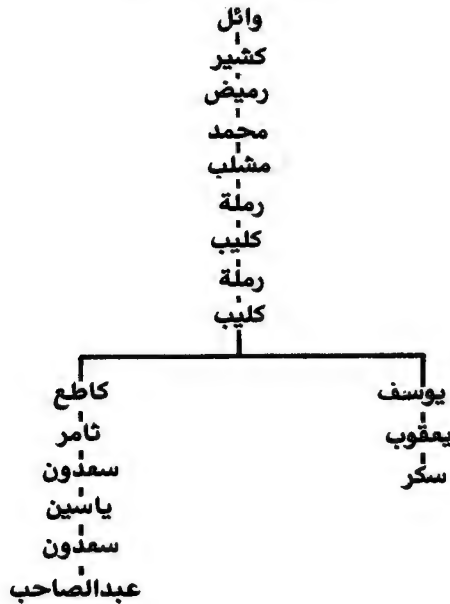 وائل
كشير
رميض
محمد
مشلب
رملة
كليب
رملة
كليب
يوسف
يعقوب
سكر
كاطع
ثامر
سعدون
ياسين
سعدون
عبدالصاحب